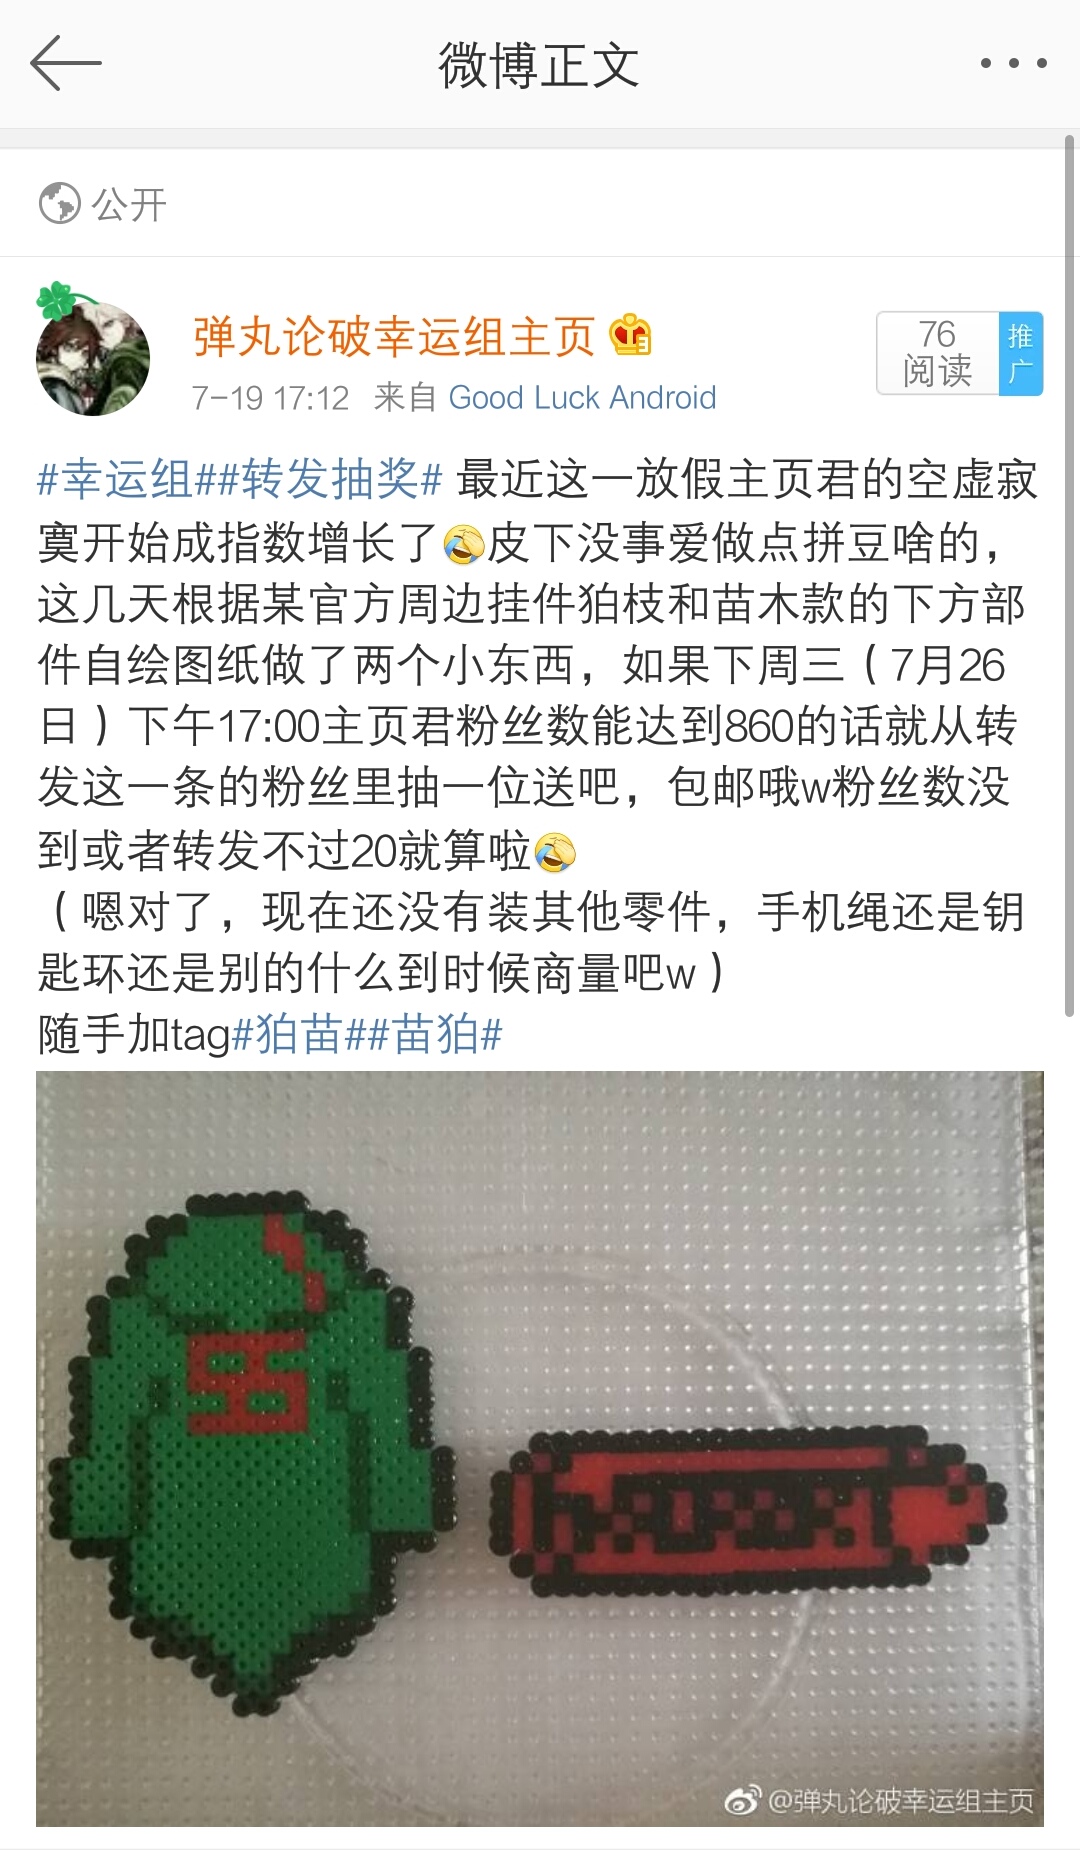 微博正文
公开
弹丸论破幸运组主页
7-19 17:12 来自 Good Luck Android
76
阅读
推
广
#幸运组##转发抽奖# 最近这一放假主页君的空虚寂
寞开始成指数增长了🤣皮下没事爱做点拼豆啥的，
这几天根据某官方周边挂件狛枝和苗木款的下方部
件自绘图纸做了两个小东西，如果下周三（7月26
日）下午17:00主页君粉丝数能达到860的话就从转
发这一条的粉丝里抽一位送吧，包邮哦w粉丝数没
到或者转发不过20就算啦🤣
（嗯对了，现在还没有装其他零件，手机绳还是钥
匙环还是别的什么到时候商量吧w）
随手加tag#狛苗##苗狛#
@弹丸论破幸运组主页